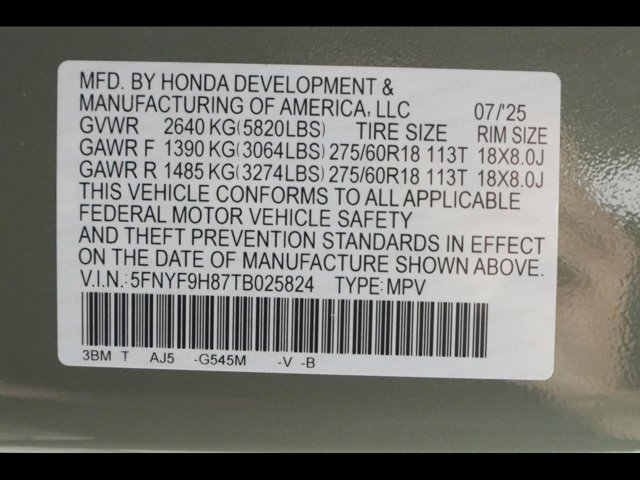 MFD. BY HONDA DEVELOPMENT &
MANUFACTURING OF AMERICA, LLC 07/'25
GVWR 2640 KG(5820LBS) TIRE SIZE RIM SIZE
GAWR F 1390 KG(3064LBS) 275/60R18 113T 18X8.0J
GAWR R 1485 KG(3274LBS) 275/60R18 113T 18X8.0J
THIS VEHICLE CONFORMS TO ALL APPLICABLE
FEDERAL MOTOR VEHICLE SAFETY
AND THEFT PREVENTION STANDARDS IN EFFECT
ON THE DATE OF MANUFACTURE SHOWN ABOVE.
V.I.N.:5FNYF9H87TB025824 TYPE: MPV
3BM T AJ5 -G545M -V -B